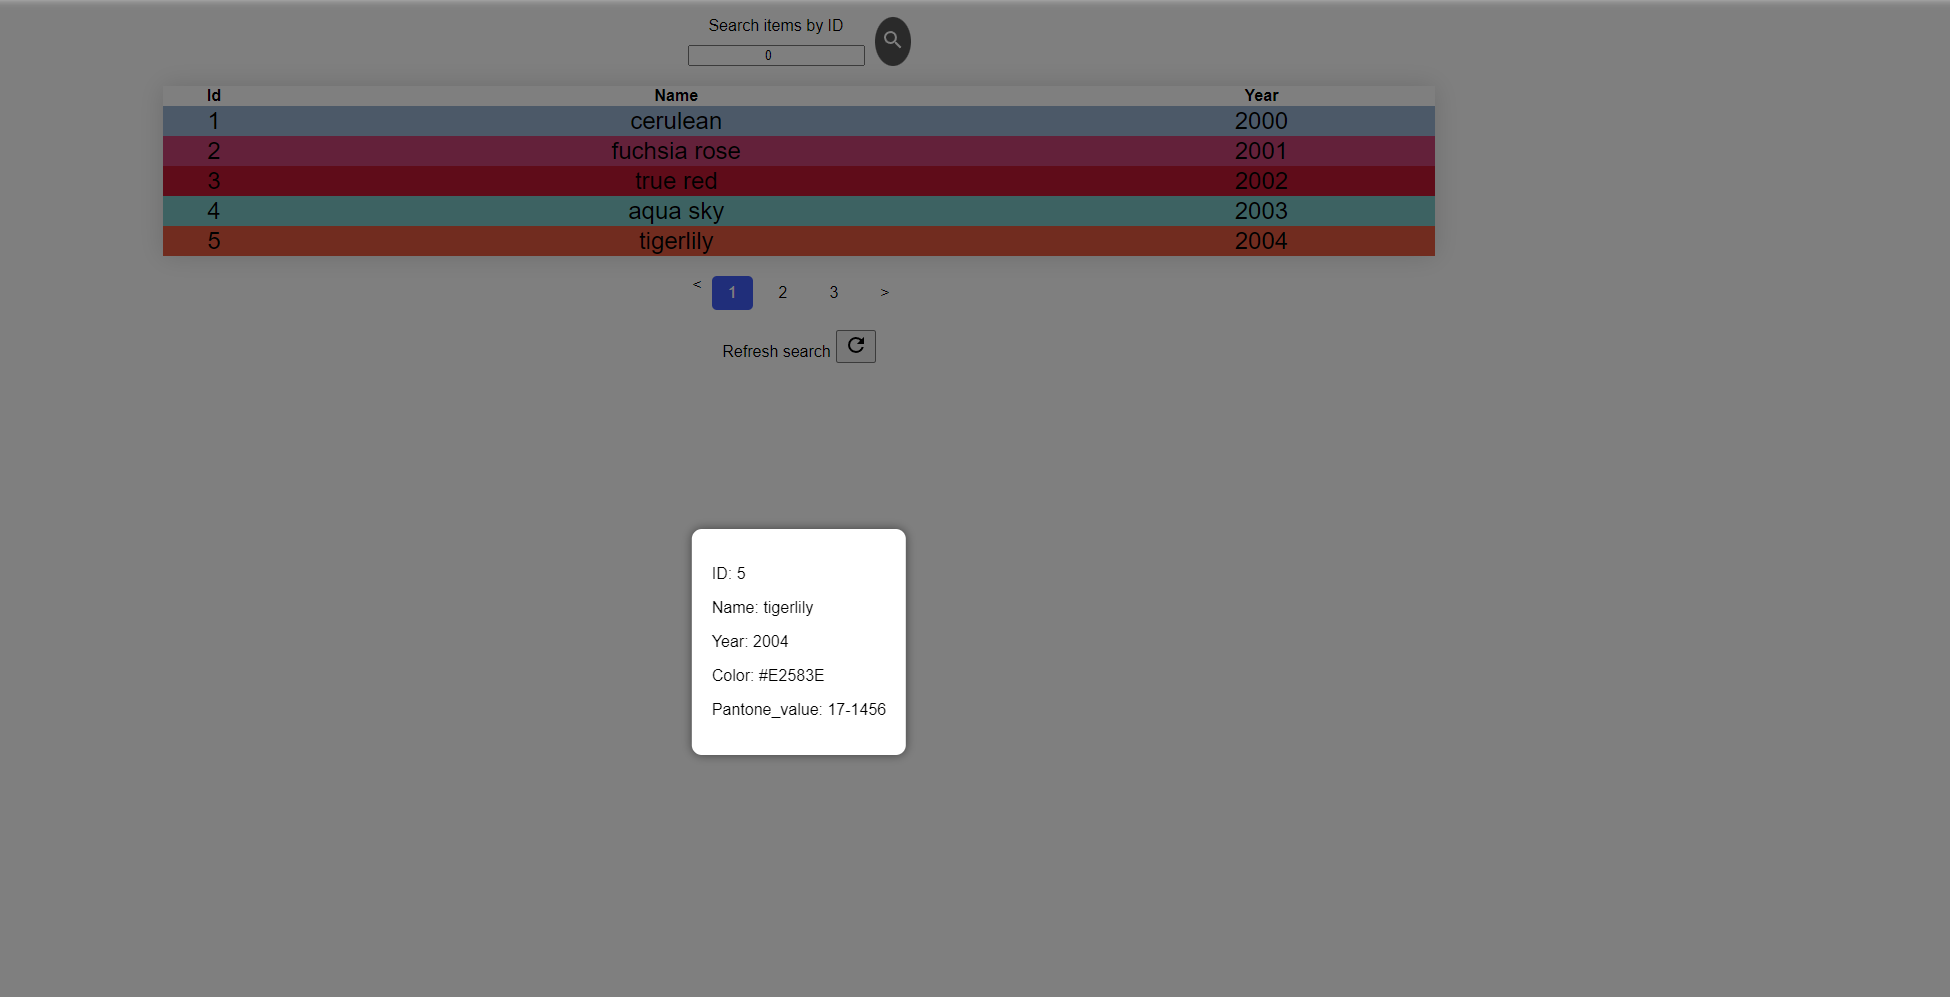 Search items by ID
0
Id Name Year
1 cerulean 2000
2 fuchsia rose 2001
3 true red 2002
4 aqua sky 2003
5 tigerlily 2004
< 1 2 3 >
Refresh search
ID: 5
Name: tigerlily
Year: 2004
Color: #E2583E
Pantone_value: 17-1456